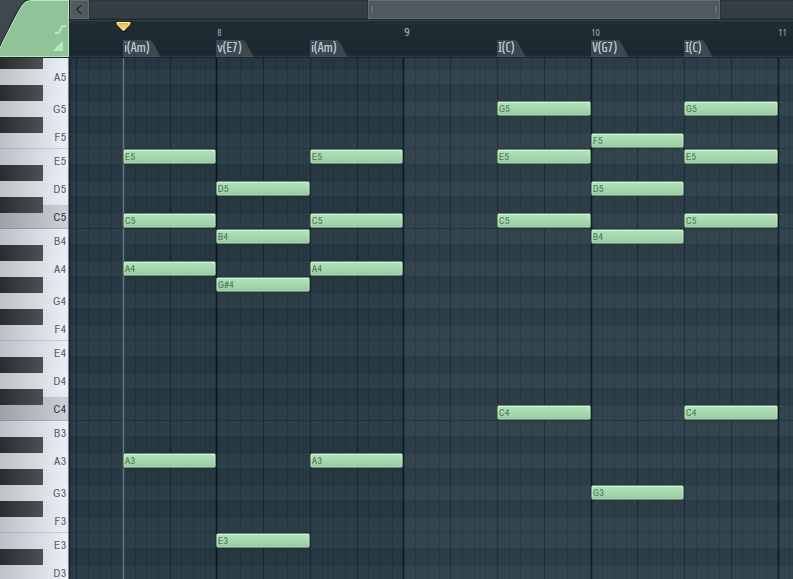 8 9 10 11
i(Am) v(E7) i(Am) I(C) V(G7) I(C)
A5
G5 G5 G5
F5 F5
E5 E5 E5 E5 E5
D5 D5 D5
C5 C5 C5 C5 C5
B4 B4 B4
A4 A4 A4
G#4
G4
F4
E4
D4
C4 C4 C4
B3
A3 A3 A3
G3 G3
F3
E3 E3
D3